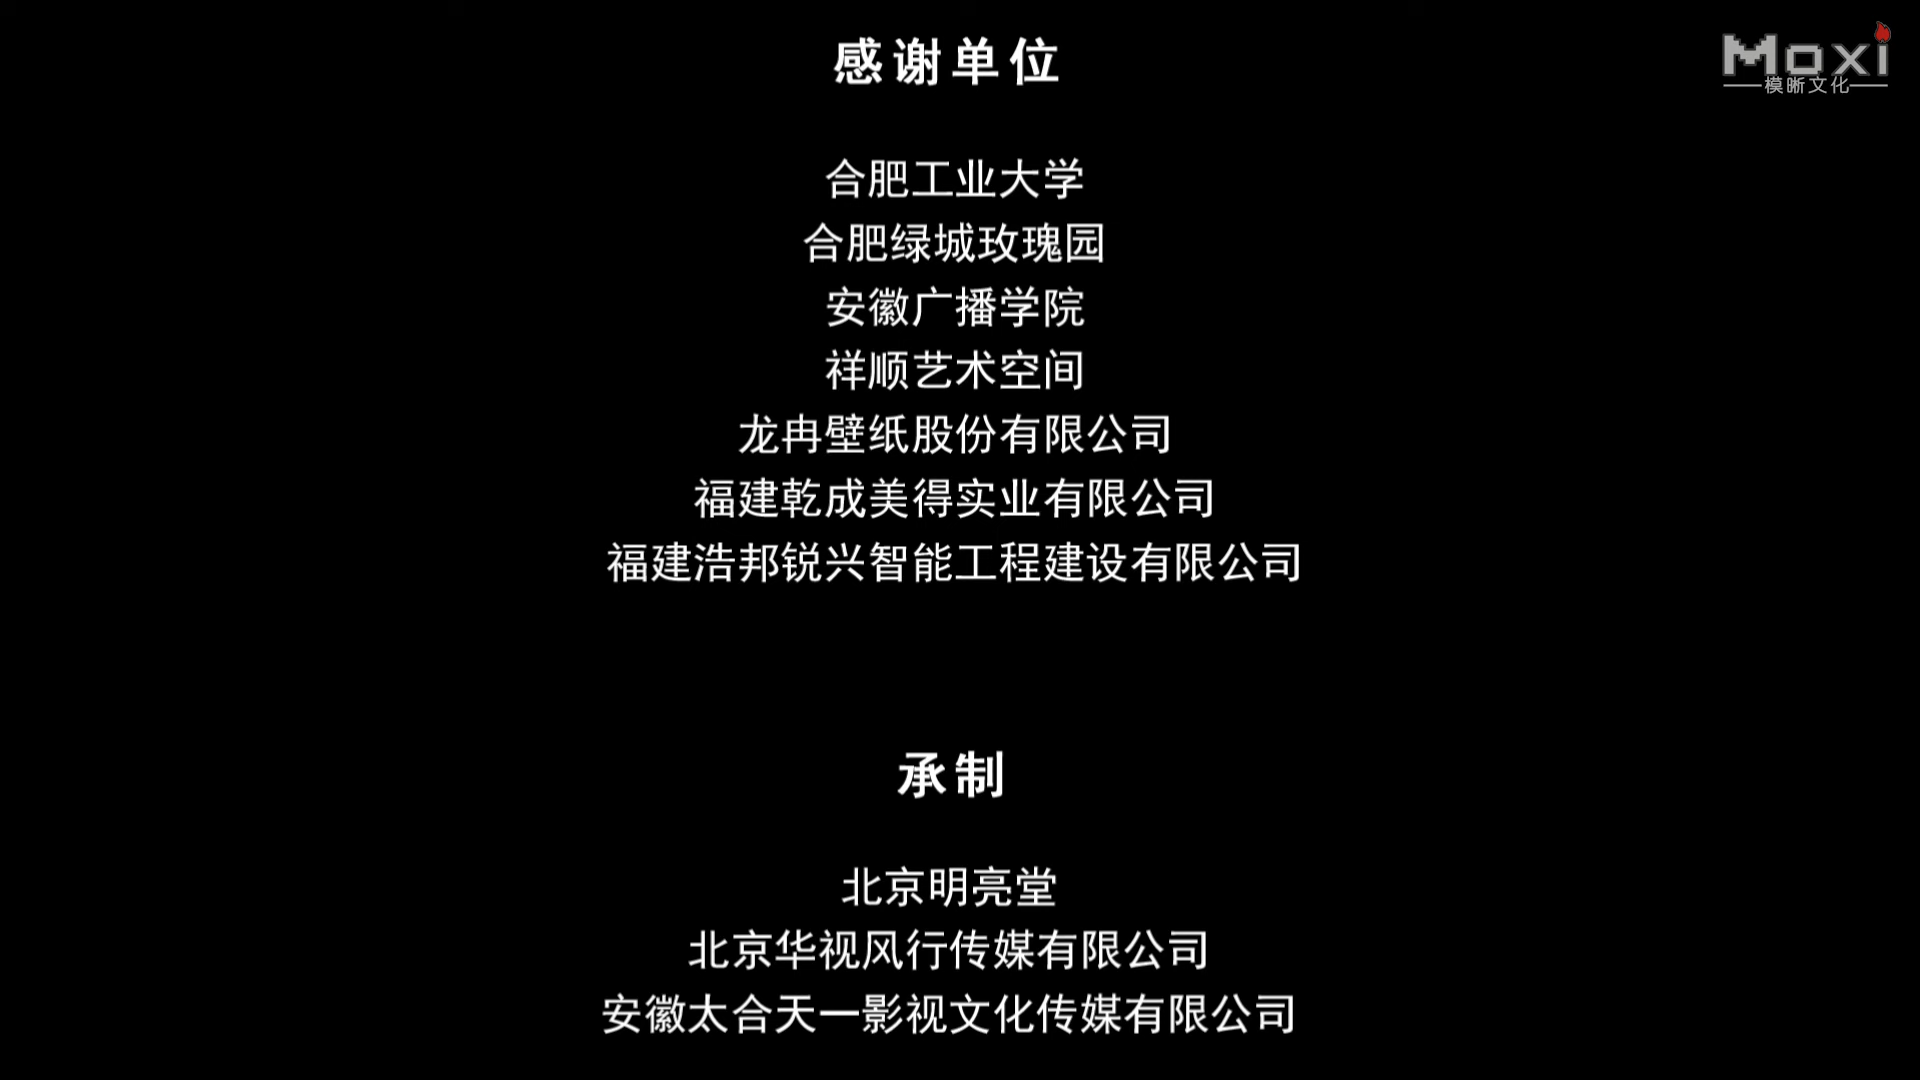 感谢单位
Moxi
模晰文化
合肥工业大学
合肥绿城玫瑰园
安徽广播学院
祥顺艺术空间
龙冉壁纸股份有限公司
福建乾成美得实业有限公司
福建浩邦锐兴智能工程建设有限公司
承制
北京明亮堂
北京华视风行传媒有限公司
安徽太合天一影视文化传媒有限公司